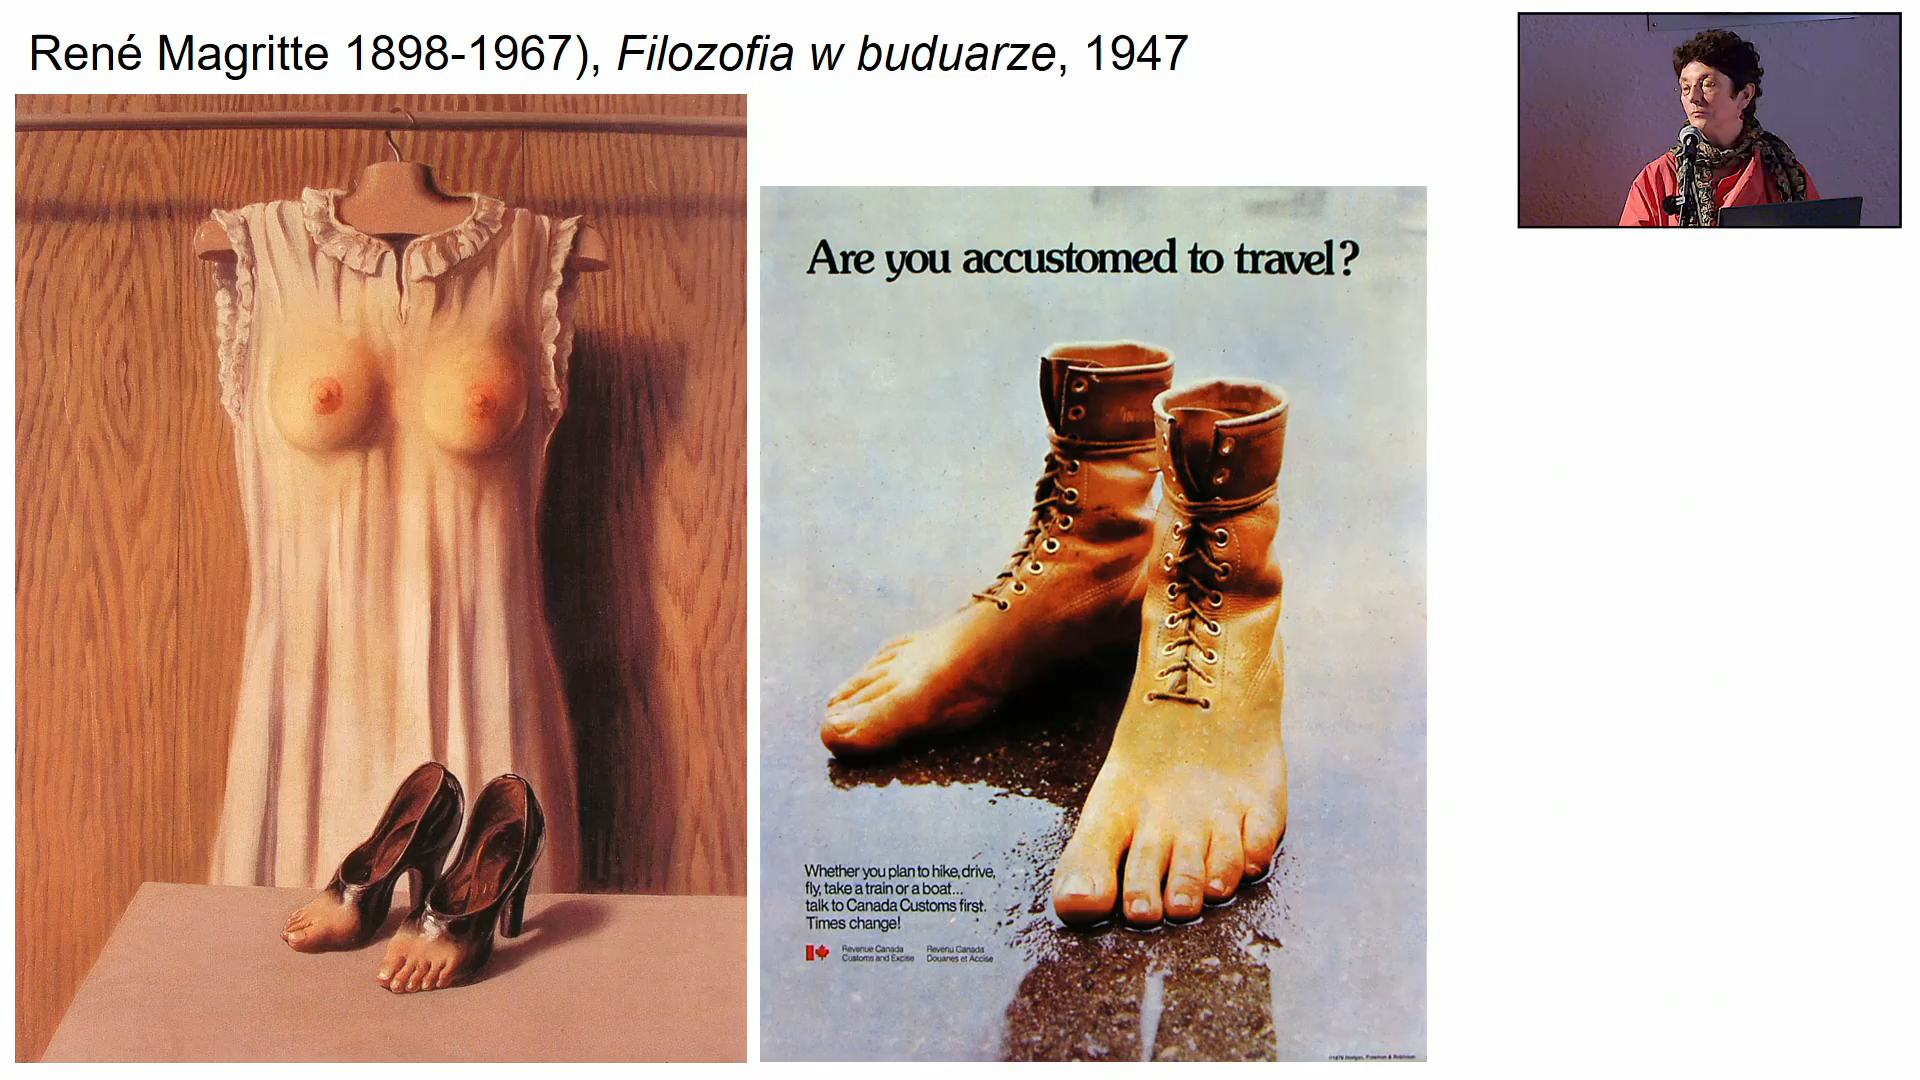 René Magritte 1898-1967), Filozofia w buduarze, 1947
Are you accustomed to travel?
Whether you plan to hike, drive,
fly, take a train or a boat...
talk to Canada Customs first.
Times change!
Revenue Canada
Customs and Excise
Revenu Canada
Douanes et Accise